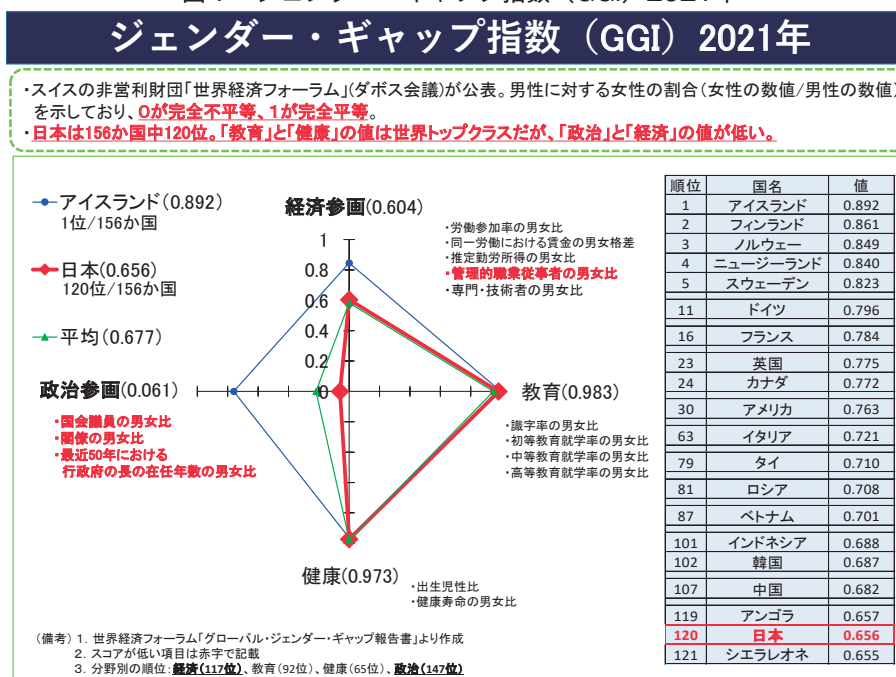 ジェンダー・ギャップ指数（GGI）2021年
・スイスの非営利財団「世界経済フォーラム」(ダボス会議)が公表。男性に対する女性の割合(女性の数値/男性の数値)
を示しており、0が完全不平等、1が完全平等。
・日本は156か国中120位。「教育」と「健康」の値は世界トップクラスだが、「政治」と「経済」の値が低い。
アイスランド(0.892)
1位/156か国
日本(0.656)
120位/156か国
平均(0.677)
経済参画(0.604)
・労働参加率の男女比
・同一労働における賃金の男女格差
・推定勤労所得の男女比
・管理的職業従事者の男女比
・専門・技術者の男女比
1
0.8
0.6
0.4
0.2
0
政治参画(0.061)
・国会議員の男女比
・閣僚の男女比
・最近50年における
行政府の長の在任年数の男女比
教育(0.983)
・識字率の男女比
・初等教育就学率の男女比
・中等教育就学率の男女比
・高等教育就学率の男女比
健康(0.973)
・出生児性比
・健康寿命の男女比
順位 国名 値
1 アイスランド 0.892
2 フィンランド 0.861
3 ノルウェー 0.849
4 ニュージーランド 0.840
5 スウェーデン 0.823
11 ドイツ 0.796
16 フランス 0.784
23 英国 0.775
24 カナダ 0.772
30 アメリカ 0.763
63 イタリア 0.721
79 タイ 0.710
81 ロシア 0.708
87 ベトナム 0.701
101 インドネシア 0.688
102 韓国 0.687
107 中国 0.682
119 アンゴラ 0.657
120 日本 0.656
121 シエラレオネ 0.655
（備考）1. 世界経済フォーラム「グローバル・ジェンダー・ギャップ報告書」より作成
2. スコアが低い項目は赤字で記載
3. 分野別の順位:経済(117位)、教育(92位)、健康(65位)、政治(147位)